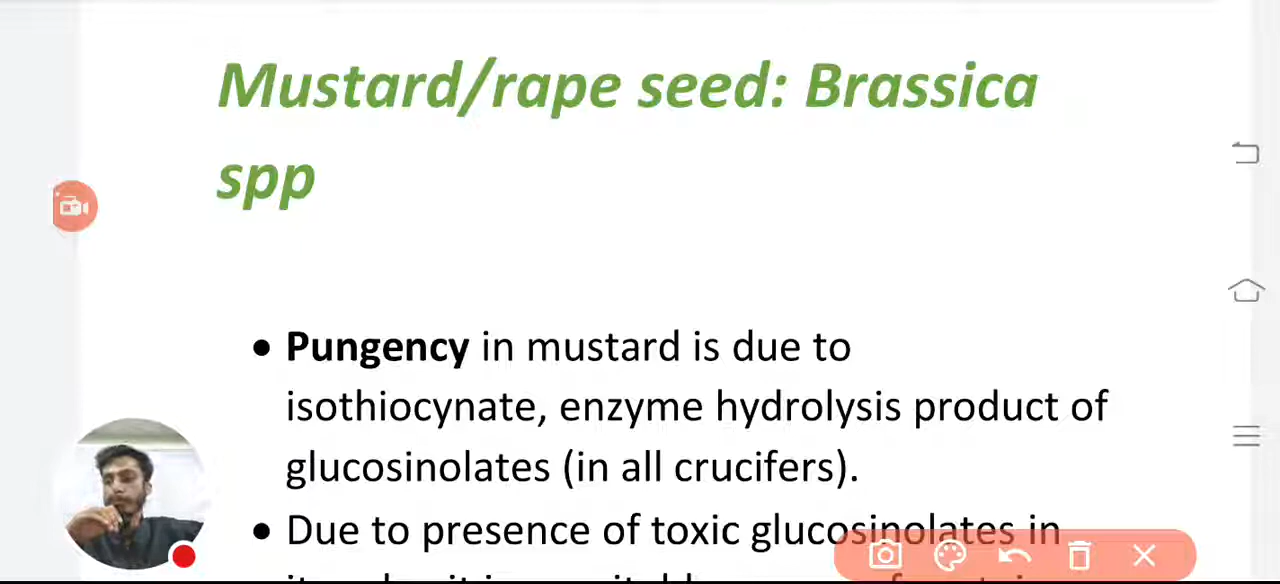 Mustard/rape seed: Brassica
spp
• Pungency in mustard is due to
isothiocynate, enzyme hydrolysis product of
glucosinolates (in all crucifers).
• Due to presence of toxic glucosinolates in